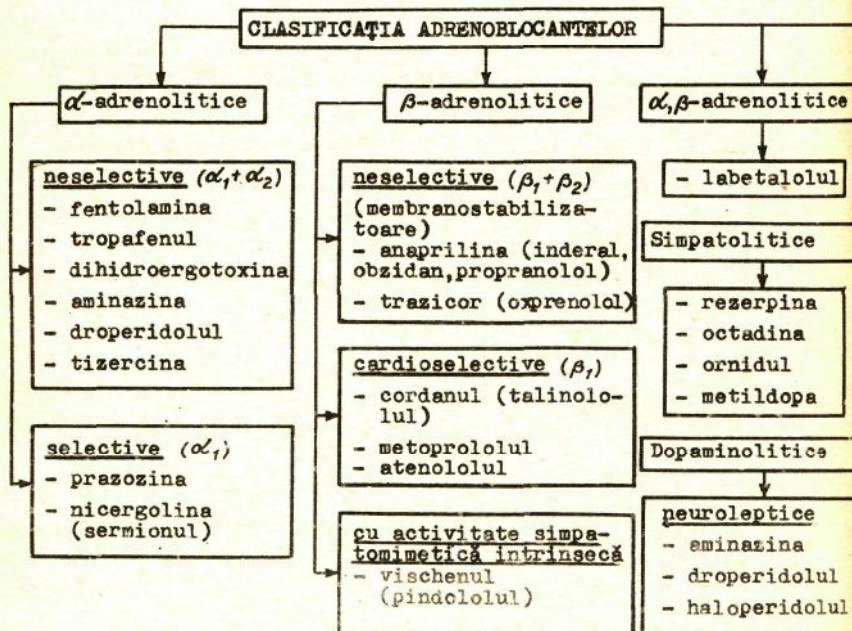 CLASIFICAŢIA ADRENOBLOCANTELOR
α-adrenolitice
neselective (α₁+α₂)
- fentolamina
- tropafenul
- dihidroergotoxina
- aminazina
- droperidolul
- tizercina
selective (α₁)
- prazozina
- nicergolina
(sermionul)
β-adrenolitice
neselective (β₁+β₂)
(membranostabiliza-
toare)
- anaprilina (inderal,
obzidan,propranolol)
- trazicor (oxprenolol)
cardioselective (β₁)
- cordanul (talinolo-
lul)
- metoprololul
- atenololul
cu activitate simpa-
tomimetică intrinsecă
- vischenul
(pindololul)
α,β-adrenolitice
- labetalolul
Simpatolitice
- rezerpina
- octadina
- ornidul
- metildopa
Dopaminolitice
neuroleptice
- aminazina
- droperidolul
- haloperidolul